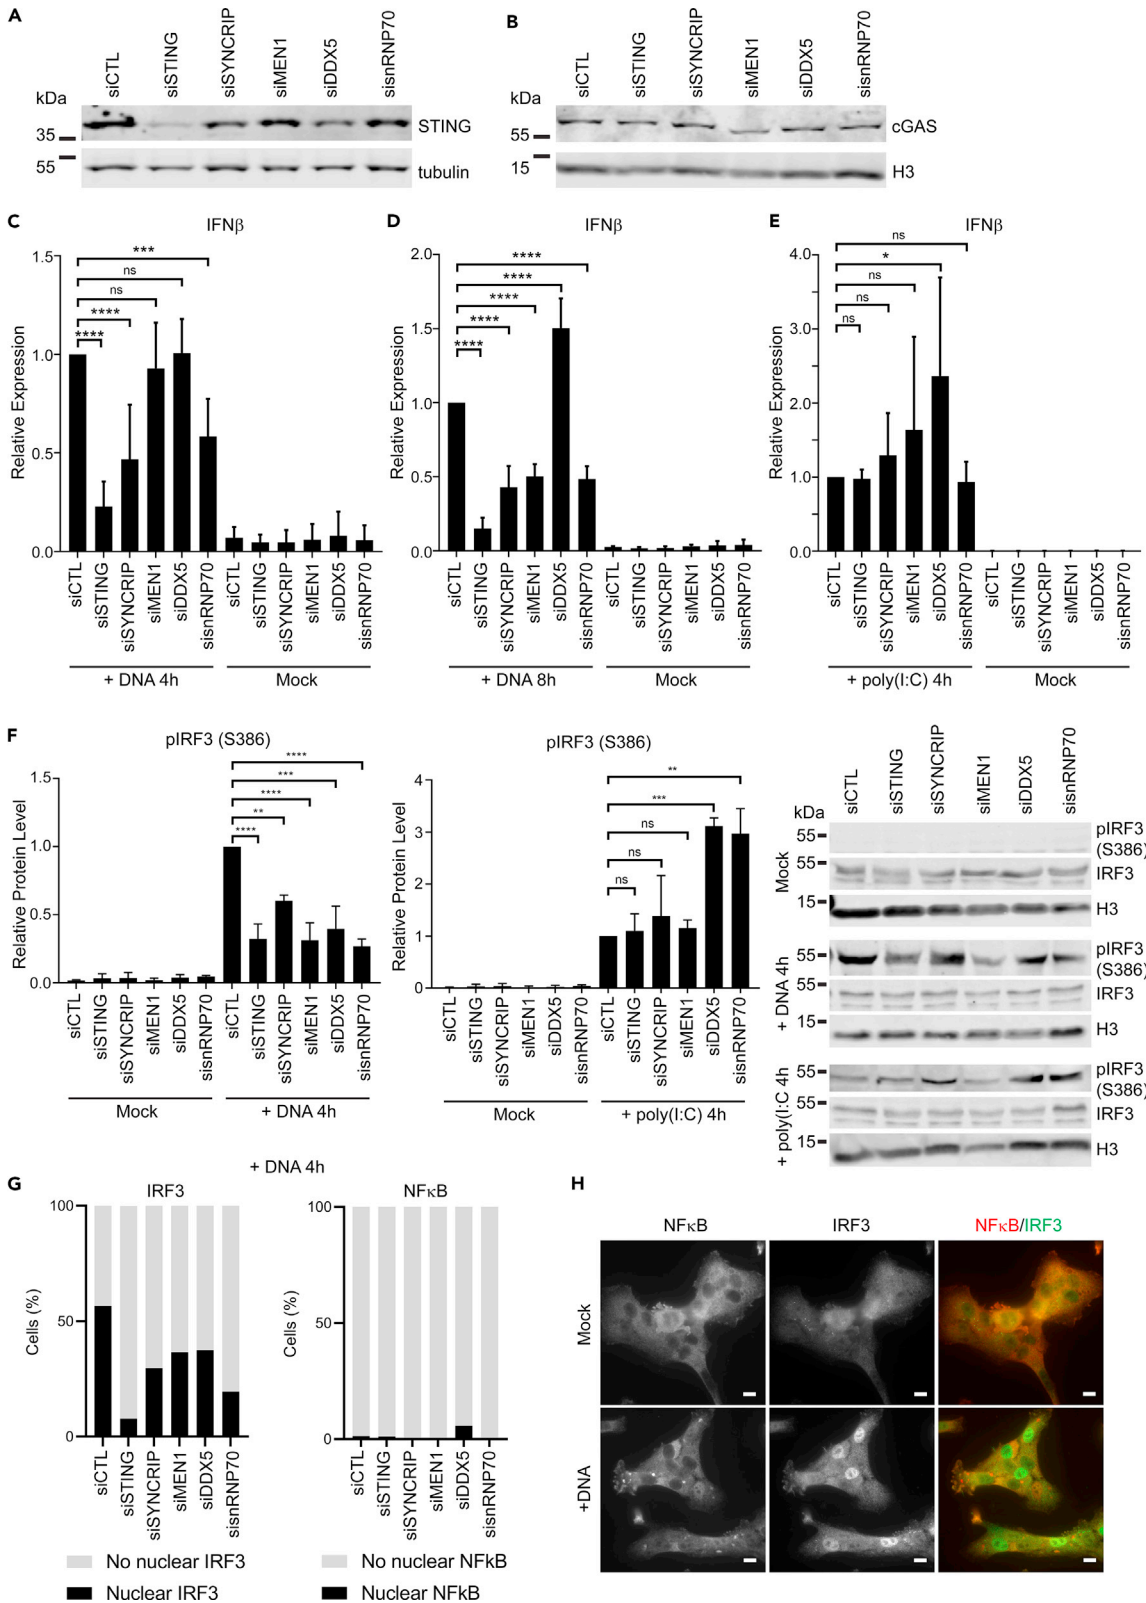 A
siCTL
siSTING
siSYNCRIP
siMEN1
siDDX5
sisnRNP70
kDa
35
STING
55
tubulin
B
siCTL
siSTING
siSYNCRIP
siMEN1
siDDX5
sisnRNP70
kDa
55
cGAS
15
H3
C
IFNβ
Relative Expression
1.5
1.0
0.5
0.0
***
ns
ns
****
****
siCTL
siSTING
siSYNCRIP
siMEN1
siDDX5
sisnRNP70
siCTL
siSTING
siSYNCRIP
siMEN1
siDDX5
sisnRNP70
+ DNA 4h
Mock
D
IFNβ
Relative Expression
2.0
1.5
1.0
0.5
0.0
****
****
****
****
****
siCTL
siSTING
siSYNCRIP
siMEN1
siDDX5
sisnRNP70
siCTL
siSTING
siSYNCRIP
siMEN1
siDDX5
sisnRNP70
+ DNA 8h
Mock
E
IFNβ
Relative Expression
4.0
3.0
2.0
1.0
0.0
ns
*
ns
ns
ns
siCTL
siSTING
siSYNCRIP
siMEN1
siDDX5
sisnRNP70
siCTL
siSTING
siSYNCRIP
siMEN1
siDDX5
sisnRNP70
+ poly(I:C) 4h
Mock
F
pIRF3 (S386)
Relative Protein Level
1.5
1.0
0.5
0.0
****
***
****
**
****
siCTL
siSTING
siSYNCRIP
siMEN1
siDDX5
sisnRNP70
siCTL
siSTING
siSYNCRIP
siMEN1
siDDX5
sisnRNP70
Mock
+ DNA 4h
pIRF3 (S386)
Relative Protein Level
4
3
2
1
0
**
***
ns
ns
ns
siCTL
siSTING
siSYNCRIP
siMEN1
siDDX5
sisnRNP70
siCTL
siSTING
siSYNCRIP
siMEN1
siDDX5
sisnRNP70
Mock
+ poly(I:C) 4h
siCTL
siSTING
siSYNCRIP
siMEN1
siDDX5
sisnRNP70
kDa
Mock
55
pIRF3
(S386)
55
IRF3
15
H3
+ DNA 4h
55
pIRF3
(S386)
55
IRF3
15
H3
+ poly(I:C) 4h
55
pIRF3
(S386)
55
IRF3
15
H3
G
+ DNA 4h
IRF3
Cells (%)
100
50
0
siCTL
siSTING
siSYNCRIP
siMEN1
siDDX5
sisnRNP70
No nuclear IRF3
Nuclear IRF3
NFκB
Cells (%)
100
50
0
siCTL
siSTING
siSYNCRIP
siMEN1
siDDX5
sisnRNP70
No nuclear NFkB
Nuclear NFkB
H
NFκB
IRF3
NFκB/IRF3
Mock
+DNA